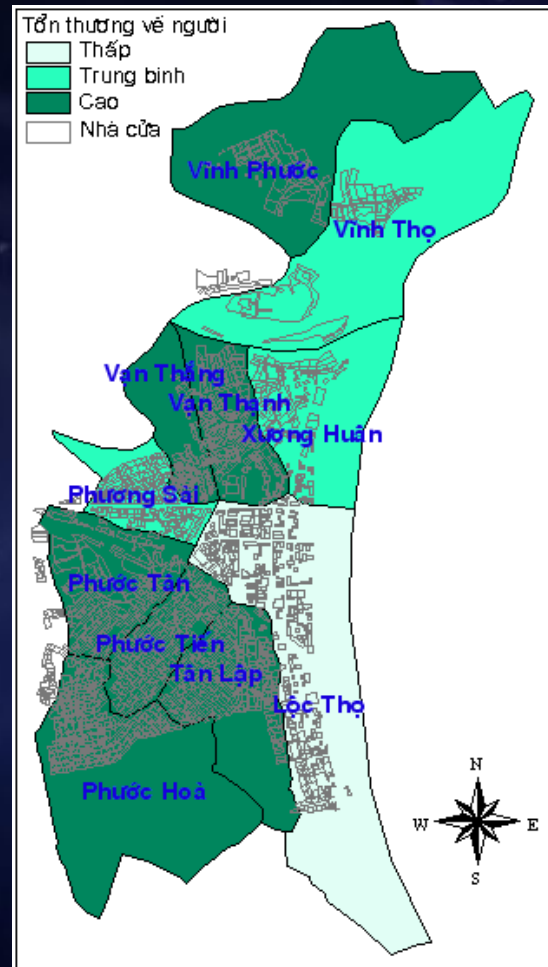 Tổn thương về người
Thấp
Trung bình
Cao
Nhà cửa
Vĩnh Phước
Vĩnh Thọ
Vạn Thắng
Vạn Thạnh
Xương Huân
Phương Sài
Phước Tân
Phước Tiến
Tân Lập
Lộc Thọ
Phước Hoà
N
W E
S